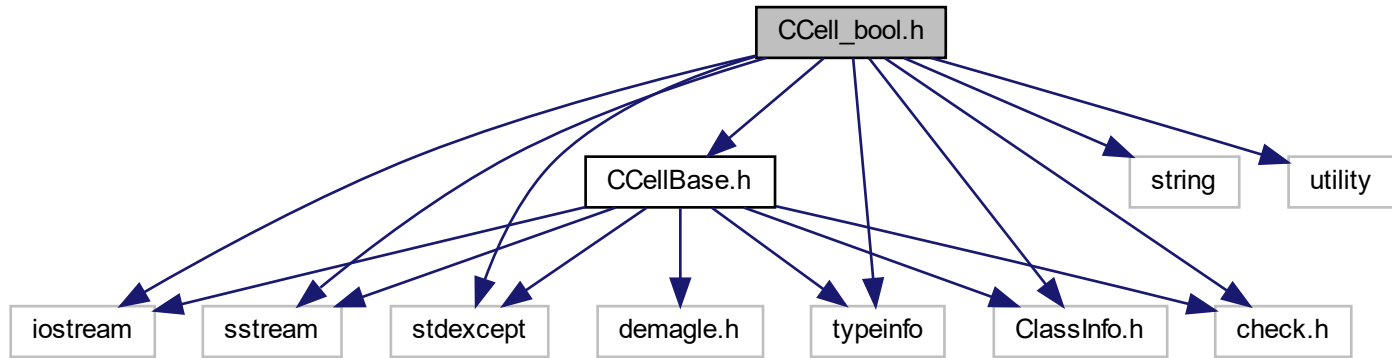 CCell_bool.h
CCellBase.h
string
utility
iostream
sstream
stdexcept
demagle.h
typeinfo
ClassInfo.h
check.h